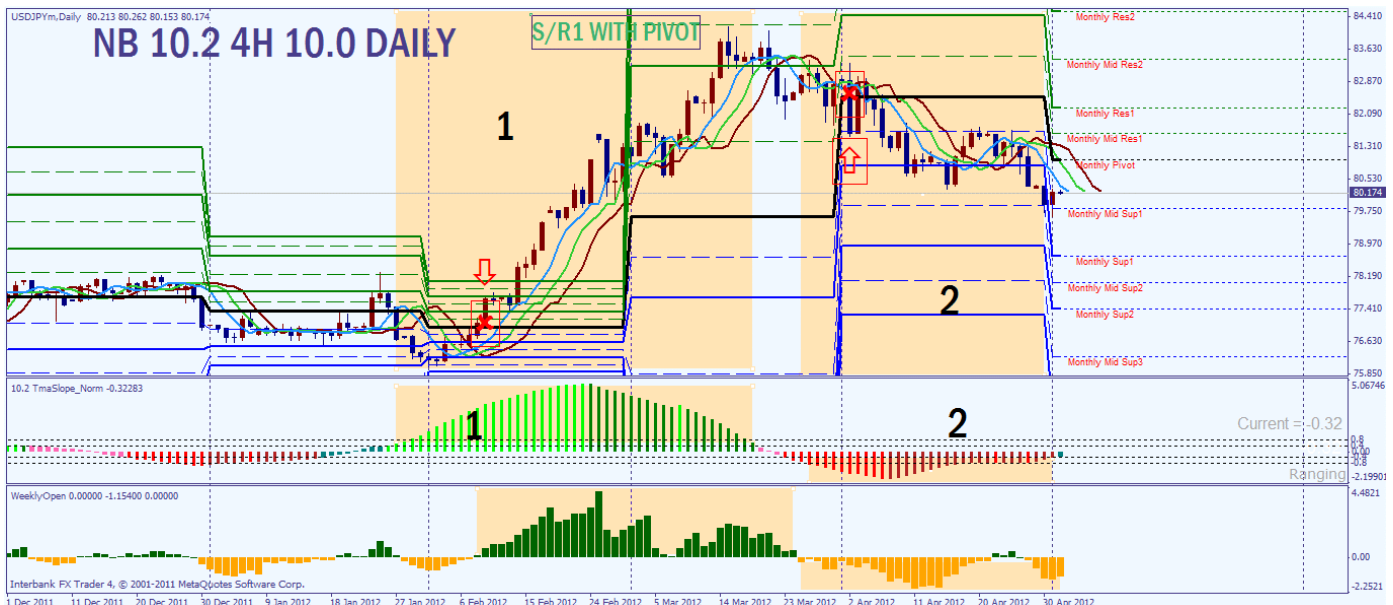 USDJPYm,Daily 80.213 80.262 80.153 80.174
NB 10.2 4H 10.0 DAILY
S/R1 WITH PIVOT
1
2
Monthly Res2
Monthly Mid Res2
Monthly Res1
Monthly Mid Res1
Monthly Pivot
Monthly Mid Sup1
Monthly Sup1
Monthly Mid Sup2
Monthly Sup2
Monthly Mid Sup3
84.410
83.630
82.870
82.090
81.310
80.530
80.174
79.750
78.970
78.190
77.410
76.630
75.850
10.2 TmaSlope_Norm -0.32283
1
2
Current = -0.32
Ranging
5.06746
0.8
0.4
0.00
-0.4
-0.8
-2.19901
WeeklyOpen 0.00000 -1.15400 0.00000
4.4821
0.00
-2.2521
Interbank FX Trader 4, © 2001-2011 MetaQuotes Software Corp.
1 Dec 2011 11 Dec 2011 20 Dec 2011 30 Dec 2011 9 Jan 2012 18 Jan 2012 27 Jan 2012 6 Feb 2012 15 Feb 2012 24 Feb 2012 5 Mar 2012 14 Mar 2012 23 Mar 2012 2 Apr 2012 11 Apr 2012 20 Apr 2012 30 Apr 2012